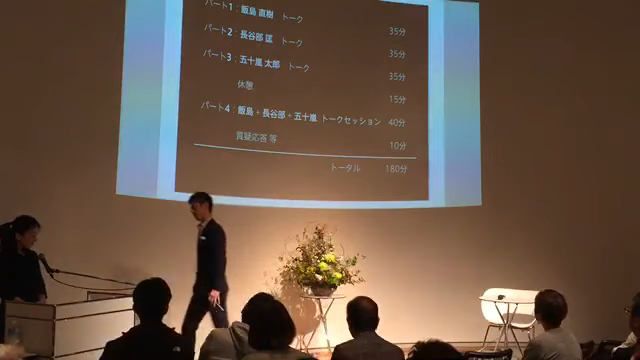 パート1：飯島 直樹 トーク 35分
パート2：長谷部 匡 トーク 35分
パート3：五十嵐 太郎 トーク 35分
休憩 15分
パート4：飯島＋長谷部＋五十嵐 トークセッション 40分
質疑応答 等 10分
トータル 180分